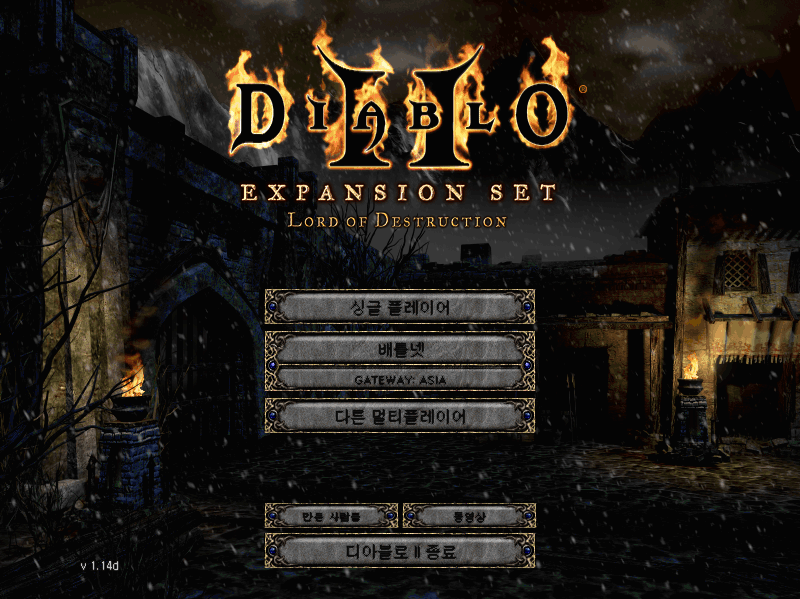 DIABLO II ®
EXPANSION SET
LORD OF DESTRUCTION
싱글 플레이어
배틀넷
GATEWAY: ASIA
다른 멀티플레이어
만든 사람들
동영상
디아블로 II 종료
v 1.14d